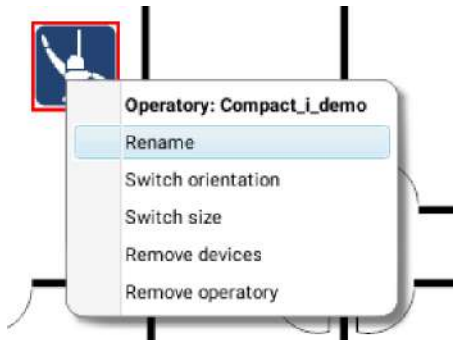 Operatory: Compact_i_demo
Rename
Switch orientation
Switch size
Remove devices
Remove operatory